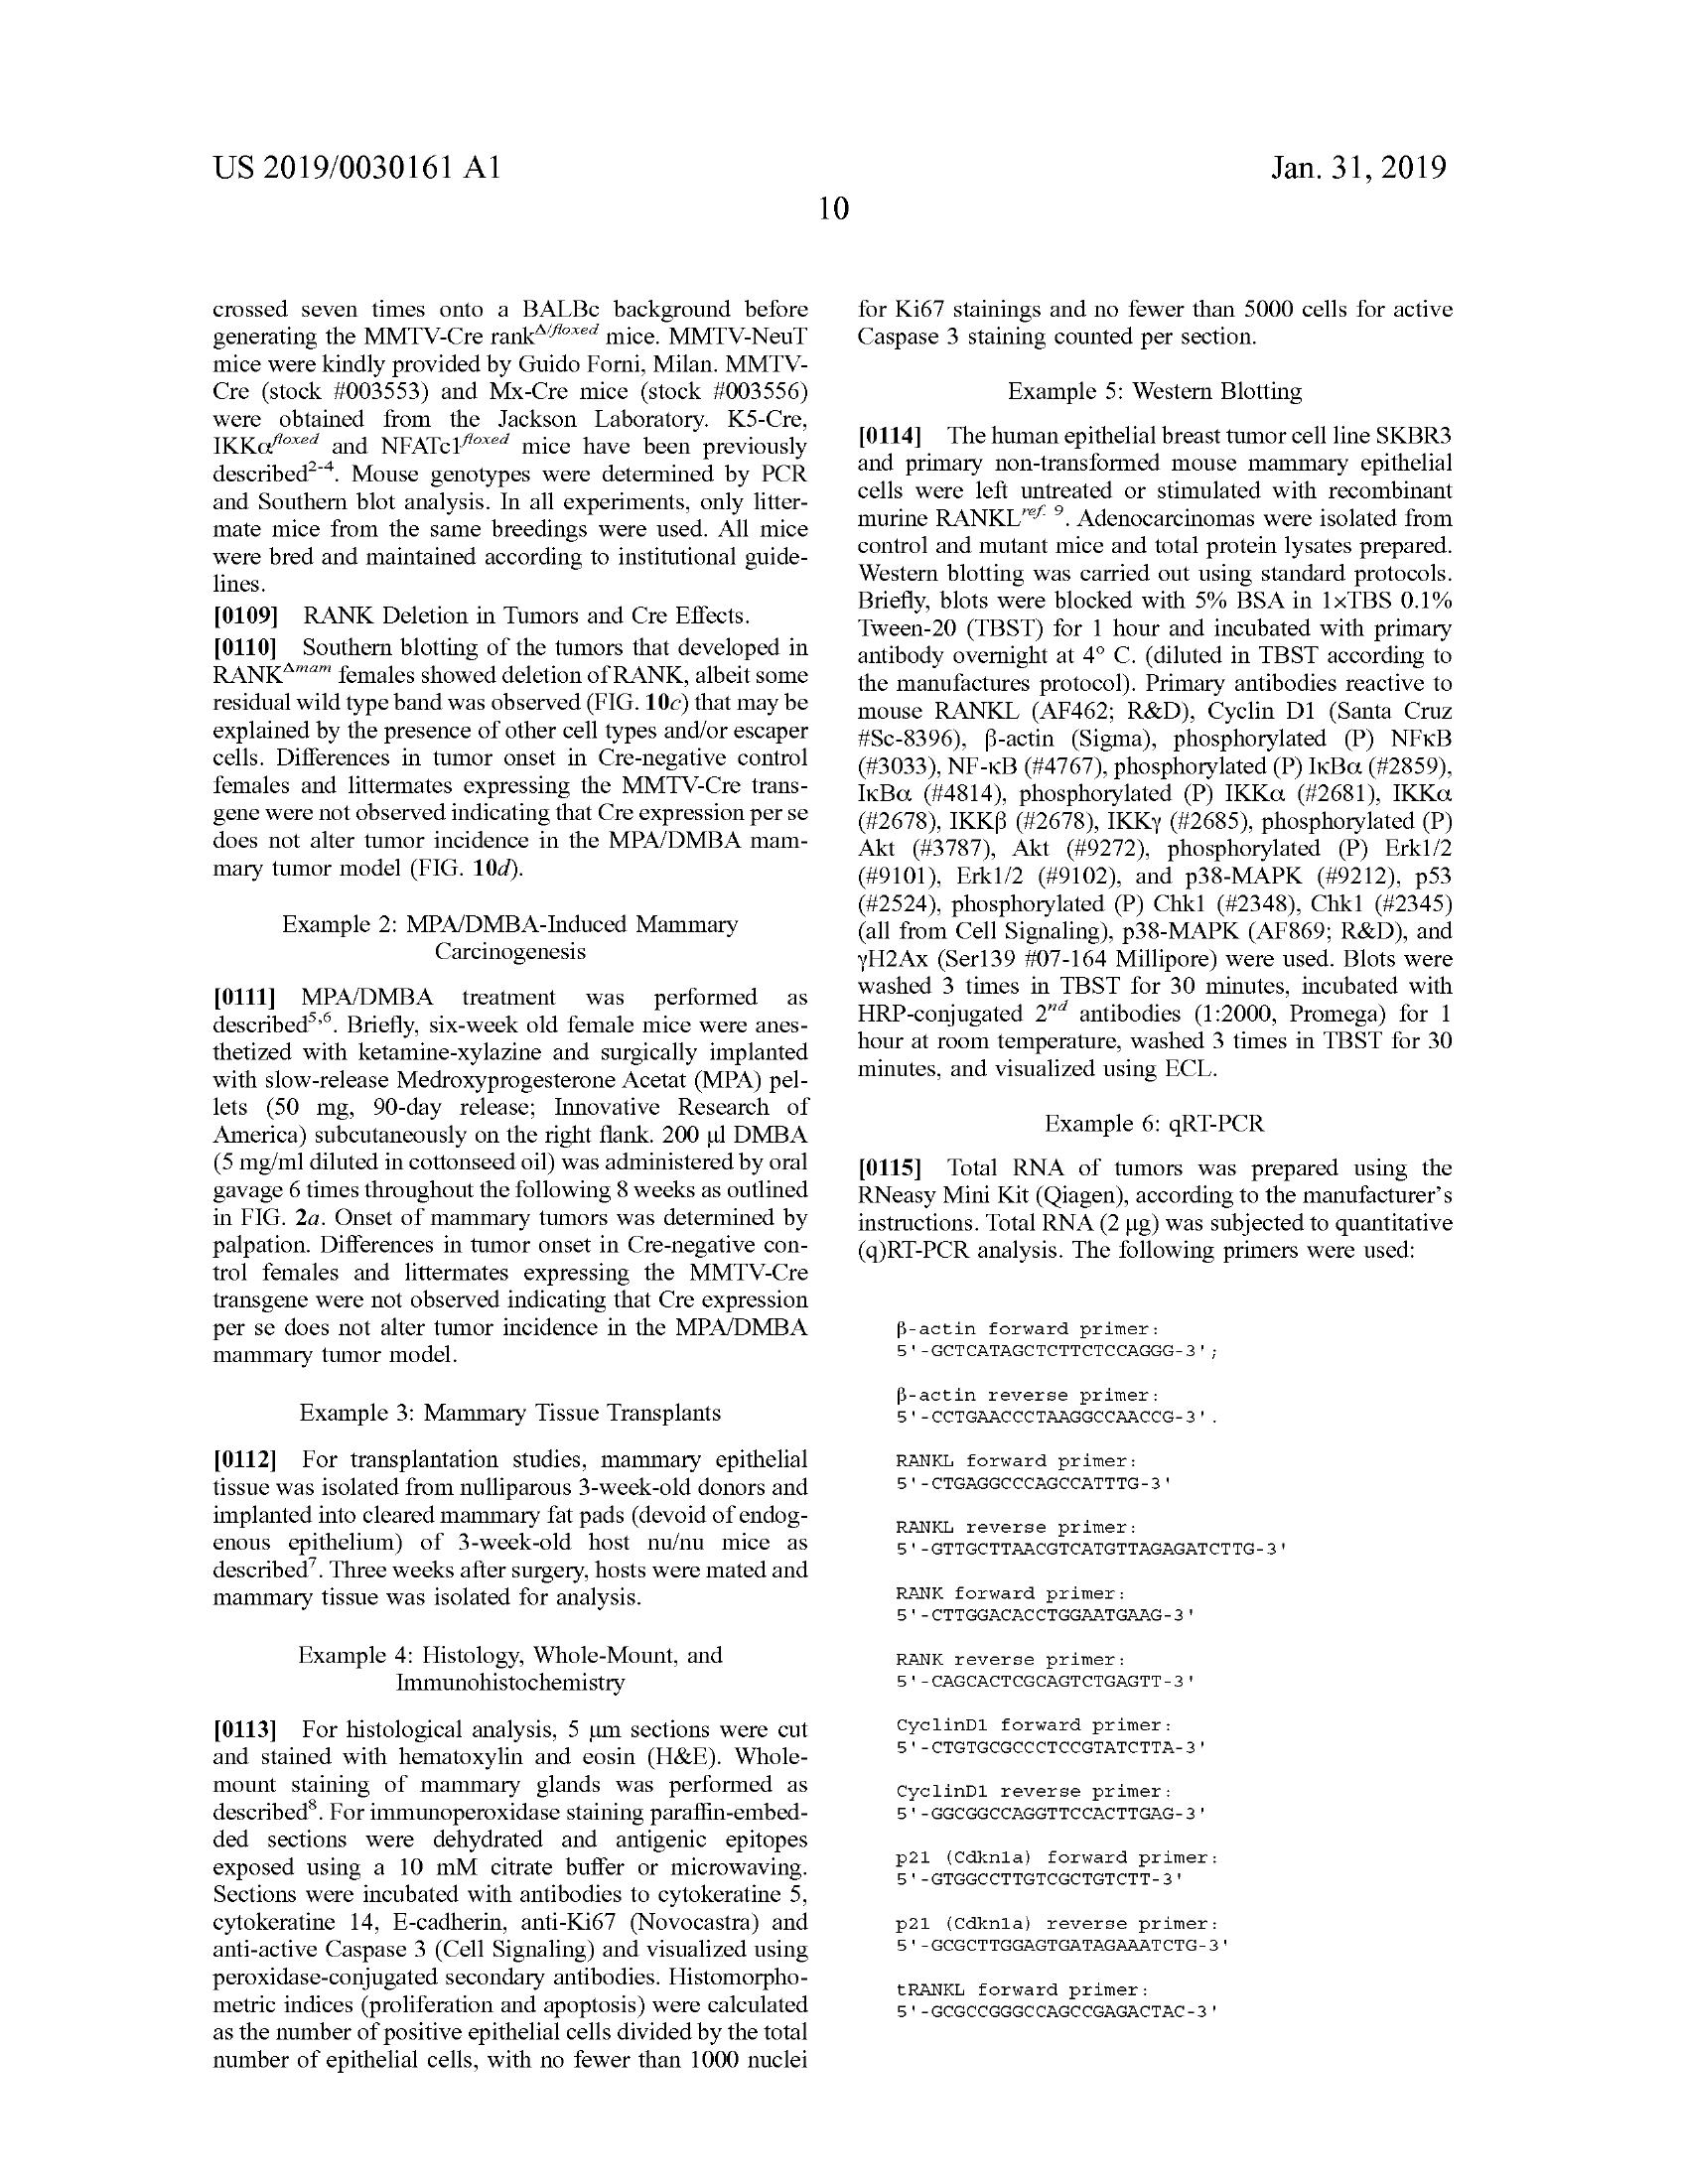 US 2019/0030161 A1
Jan. 31, 2019
10
crossed seven times onto a BALBc background before
generating the MMTV-Cre rankΔ/floxed mice. MMTV-NeuT
mice were kindly provided by Guido Forni, Milan. MMTV-
Cre (stock #003553) and Mx-Cre mice (stock #003556)
were obtained from the Jackson Laboratory. K5-Cre,
IKKαfloxed and NFATc1floxed mice have been previously
described2-4. Mouse genotypes were determined by PCR
and Southern blot analysis. In all experiments, only litter-
mate mice from the same breedings were used. All mice
were bred and maintained according to institutional guide-
lines.
[0109] RANK Deletion in Tumors and Cre Effects.
[0110] Southern blotting of the tumors that developed in
RANKΔmam females showed deletion of RANK, albeit some
residual wild type band was observed (FIG. 10c) that may be
explained by the presence of other cell types and/or escaper
cells. Differences in tumor onset in Cre-negative control
females and littermates expressing the MMTV-Cre trans-
gene were not observed indicating that Cre expression per se
does not alter tumor incidence in the MPA/DMBA mam-
mary tumor model (FIG. 10d).
Example 2: MPA/DMBA-Induced Mammary
Carcinogenesis
[0111] MPA/DMBA treatment was performed as
described5,6. Briefly, six-week old female mice were anes-
thetized with ketamine-xylazine and surgically implanted
with slow-release Medroxyprogesterone Acetat (MPA) pel-
lets (50 mg, 90-day release; Innovative Research of
America) subcutaneously on the right flank. 200 μl DMBA
(5 mg/ml diluted in cottonseed oil) was administered by oral
gavage 6 times throughout the following 8 weeks as outlined
in FIG. 2a. Onset of mammary tumors was determined by
palpation. Differences in tumor onset in Cre-negative con-
trol females and littermates expressing the MMTV-Cre
transgene were not observed indicating that Cre expression
per se does not alter tumor incidence in the MPA/DMBA
mammary tumor model.
Example 3: Mammary Tissue Transplants
[0112] For transplantation studies, mammary epithelial
tissue was isolated from nulliparous 3-week-old donors and
implanted into cleared mammary fat pads (devoid of endog-
enous epithelium) of 3-week-old host nu/nu mice as
described7. Three weeks after surgery, hosts were mated and
mammary tissue was isolated for analysis.
Example 4: Histology, Whole-Mount, and
Immunohistochemistry
[0113] For histological analysis, 5 μm sections were cut
and stained with hematoxylin and eosin (H&E). Whole-
mount staining of mammary glands was performed as
described8. For immunoperoxidase staining paraffin-embed-
ded sections were dehydrated and antigenic epitopes
exposed using a 10 mM citrate buffer or microwaving.
Sections were incubated with antibodies to cytokeratine 5,
cytokeratine 14, E-cadherin, anti-Ki67 (Novocastra) and
anti-active Caspase 3 (Cell Signaling) and visualized using
peroxidase-conjugated secondary antibodies. Histomorpho-
metric indices (proliferation and apoptosis) were calculated
as the number of positive epithelial cells divided by the total
number of epithelial cells, with no fewer than 1000 nuclei
for Ki67 stainings and no fewer than 5000 cells for active
Caspase 3 staining counted per section.
Example 5: Western Blotting
[0114] The human epithelial breast tumor cell line SKBR3
and primary non-transformed mouse mammary epithelial
cells were left untreated or stimulated with recombinant
murine RANKLref. 9. Adenocarcinomas were isolated from
control and mutant mice and total protein lysates prepared.
Western blotting was carried out using standard protocols.
Briefly, blots were blocked with 5% BSA in 1×TBS 0.1%
Tween-20 (TBST) for 1 hour and incubated with primary
antibody overnight at 4° C. (diluted in TBST according to
the manufactures protocol). Primary antibodies reactive to
mouse RANKL (AF462; R&D), Cyclin D1 (Santa Cruz
#Sc-8396), β-actin (Sigma), phosphorylated (P) NFκB
(#3033), NF-κB (#4767), phosphorylated (P) IκBα (#2859),
IκBα (#4814), phosphorylated (P) IKKα (#2681), IKKα
(#2678), IKKβ (#2678), IKKγ (#2685), phosphorylated (P)
Akt (#3787), Akt (#9272), phosphorylated (P) Erk1/2
(#9101), Erk1/2 (#9102), and p38-MAPK (#9212), p53
(#2524), phosphorylated (P) Chk1 (#2348), Chk1 (#2345)
(all from Cell Signaling), p38-MAPK (AF869; R&D), and
γH2Ax (Ser139 #07-164 Millipore) were used. Blots were
washed 3 times in TBST for 30 minutes, incubated with
HRP-conjugated 2nd antibodies (1:2000, Promega) for 1
hour at room temperature, washed 3 times in TBST for 30
minutes, and visualized using ECL.
Example 6: qRT-PCR
[0115] Total RNA of tumors was prepared using the
RNeasy Mini Kit (Qiagen), according to the manufacturer's
instructions. Total RNA (2 μg) was subjected to quantitative
(q)RT-PCR analysis. The following primers were used:
β-actin forward primer:
5'-GCTCATAGCTCTTCTCCAGGG-3';
β-actin reverse primer:
5'-CCTGAACCCTAAGGCCAACCG-3'.
RANKL forward primer:
5'-CTGAGGCCCAGCCATTTG-3'
RANKL reverse primer:
5'-GTTGCTTAACGTCATGTTAGAGATCTTG-3'
RANK forward primer:
5'-CTTGGACACCTGGAATGAAG-3'
RANK reverse primer:
5'-CAGCACTCGCAGTCTGAGTT-3'
CyclinD1 forward primer:
5'-CTGTGCGCCCTCCGTATCTTA-3'
CyclinD1 reverse primer:
5'-GGCGGCCAGGTTCCACTTGAG-3'
p21 (Cdkn1a) forward primer:
5'-GTGGCCTTGTCGCTGTCTT-3'
p21 (Cdkn1a) reverse primer:
5'-GCGCTTGGAGTGATAGAAATCTG-3'
tRANKL forward primer:
5'-GCGCCGGGCCAGCCGAGACTAC-3'